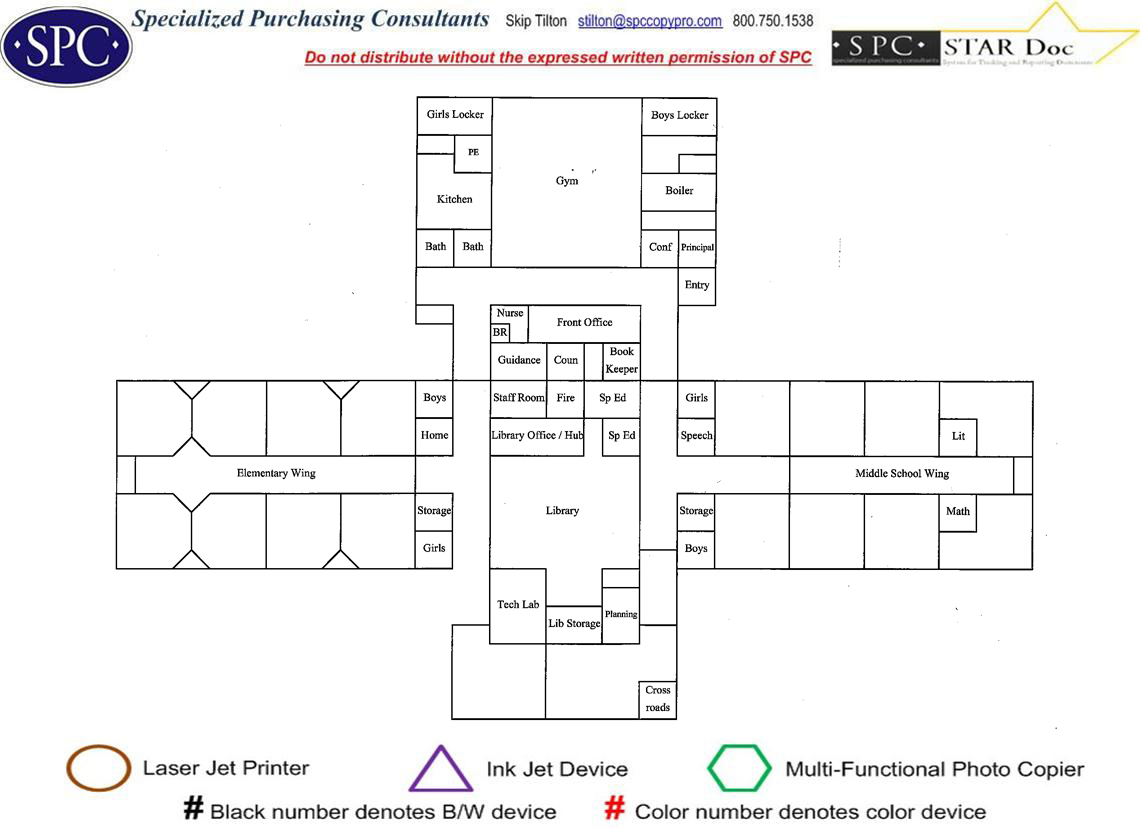 ·SPC·
Specialized Purchasing Consultants Skip Tilton stilton@spccopypro.com 800.750.1538
Do not distribute without the expressed written permission of SPC
·SPC· STAR Doc
specialized purchasing consultants System for Tracking and Reporting Documents
Girls Locker
Boys Locker
PE
Gym
Boiler
Kitchen
Bath Bath
Conf Principal
Entry
Nurse
Front Office
BR
Guidance Coun
Book
Keeper
Boys
Staff Room Fire Sp Ed
Girls
Home
Library Office / Hub Sp Ed
Speech
Lit
Elementary Wing
Middle School Wing
Storage
Library
Storage
Math
Girls
Boys
Tech Lab
Lib Storage
Planning
Cross
roads
Laser Jet Printer
Ink Jet Device
Multi-Functional Photo Copier
# Black number denotes B/W device
# Color number denotes color device